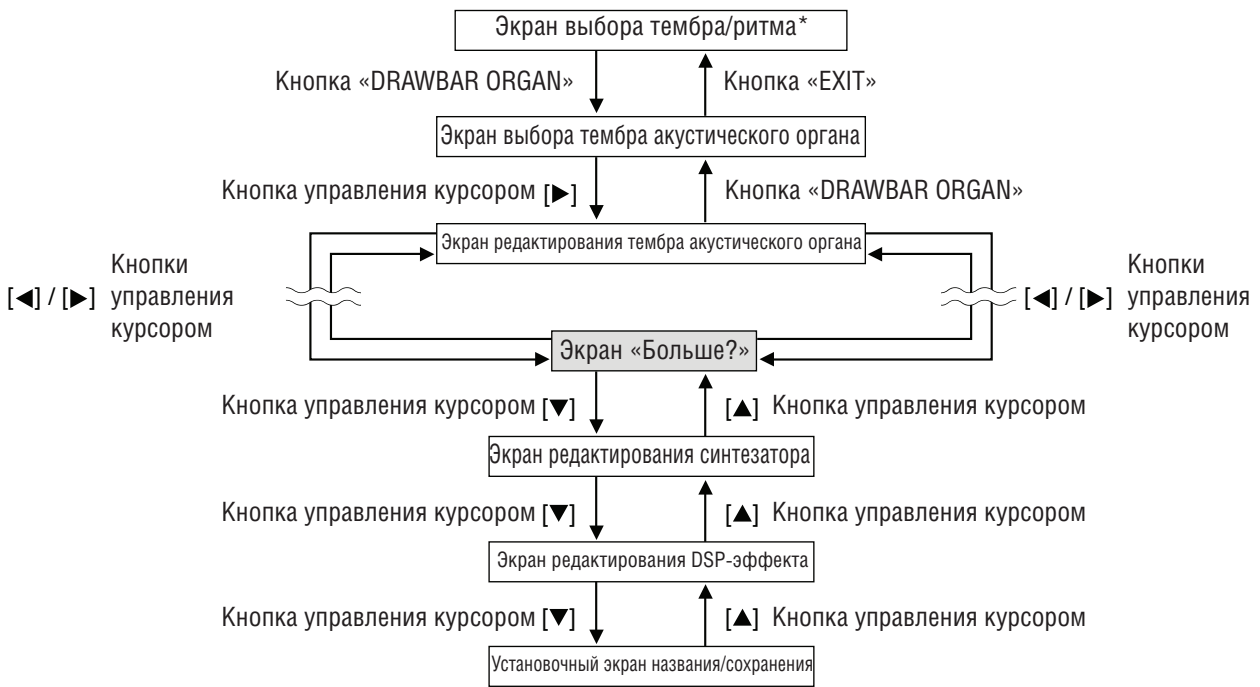 Экран выбора тембра/ритма*
Кнопка «DRAWBAR ORGAN»
Кнопка «EXIT»
Экран выбора тембра акустического органа
Кнопка управления курсором [▶]
Кнопка «DRAWBAR ORGAN»
Экран редактирования тембра акустического органа
[◀] / [▶]
Кнопки
управления
курсором
[◀] / [▶]
Кнопки
управления
курсором
Экран «Больше?»
Кнопка управления курсором [▼]
[▲] Кнопка управления курсором
Экран редактирования синтезатора
Кнопка управления курсором [▼]
[▲] Кнопка управления курсором
Экран редактирования DSP-эффекта
Кнопка управления курсором [▼]
[▲] Кнопка управления курсором
Установочный экран названия/сохранения